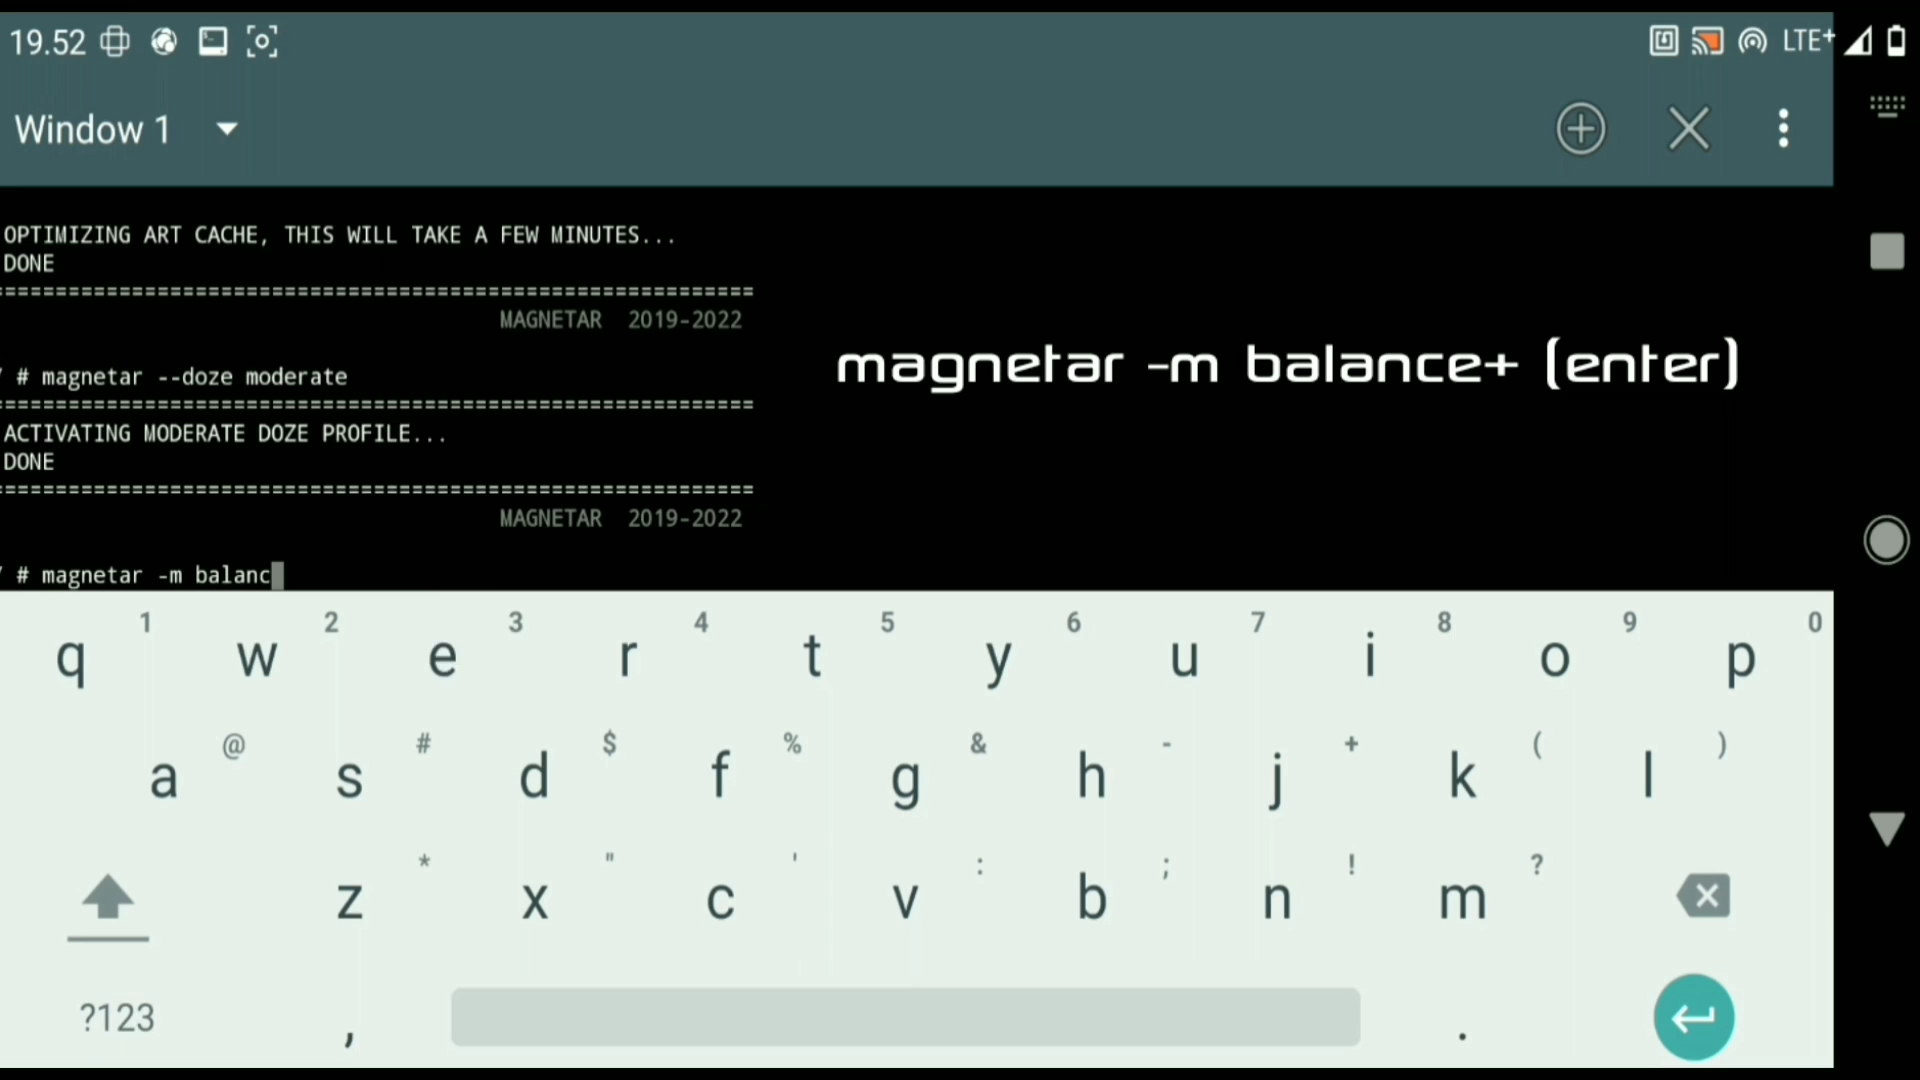 19.52
LTE+
Window 1
OPTIMIZING ART CACHE, THIS WILL TAKE A FEW MINUTES...
DONE
===========================================================
MAGNETAR 2019-2022
/ # magnetar --doze moderate
===========================================================
ACTIVATING MODERATE DOZE PROFILE...
DONE
===========================================================
MAGNETAR 2019-2022
/ # magnetar -m balanc
magnetar -m balance+ (enter)
1 2 3 4 5 6 7 8 9 0
q w e r t y u i o p
@ # $ % & - + ( )
a s d f g h j k l
* " ' : ; ! ?
z x c v b n m
?123 , .